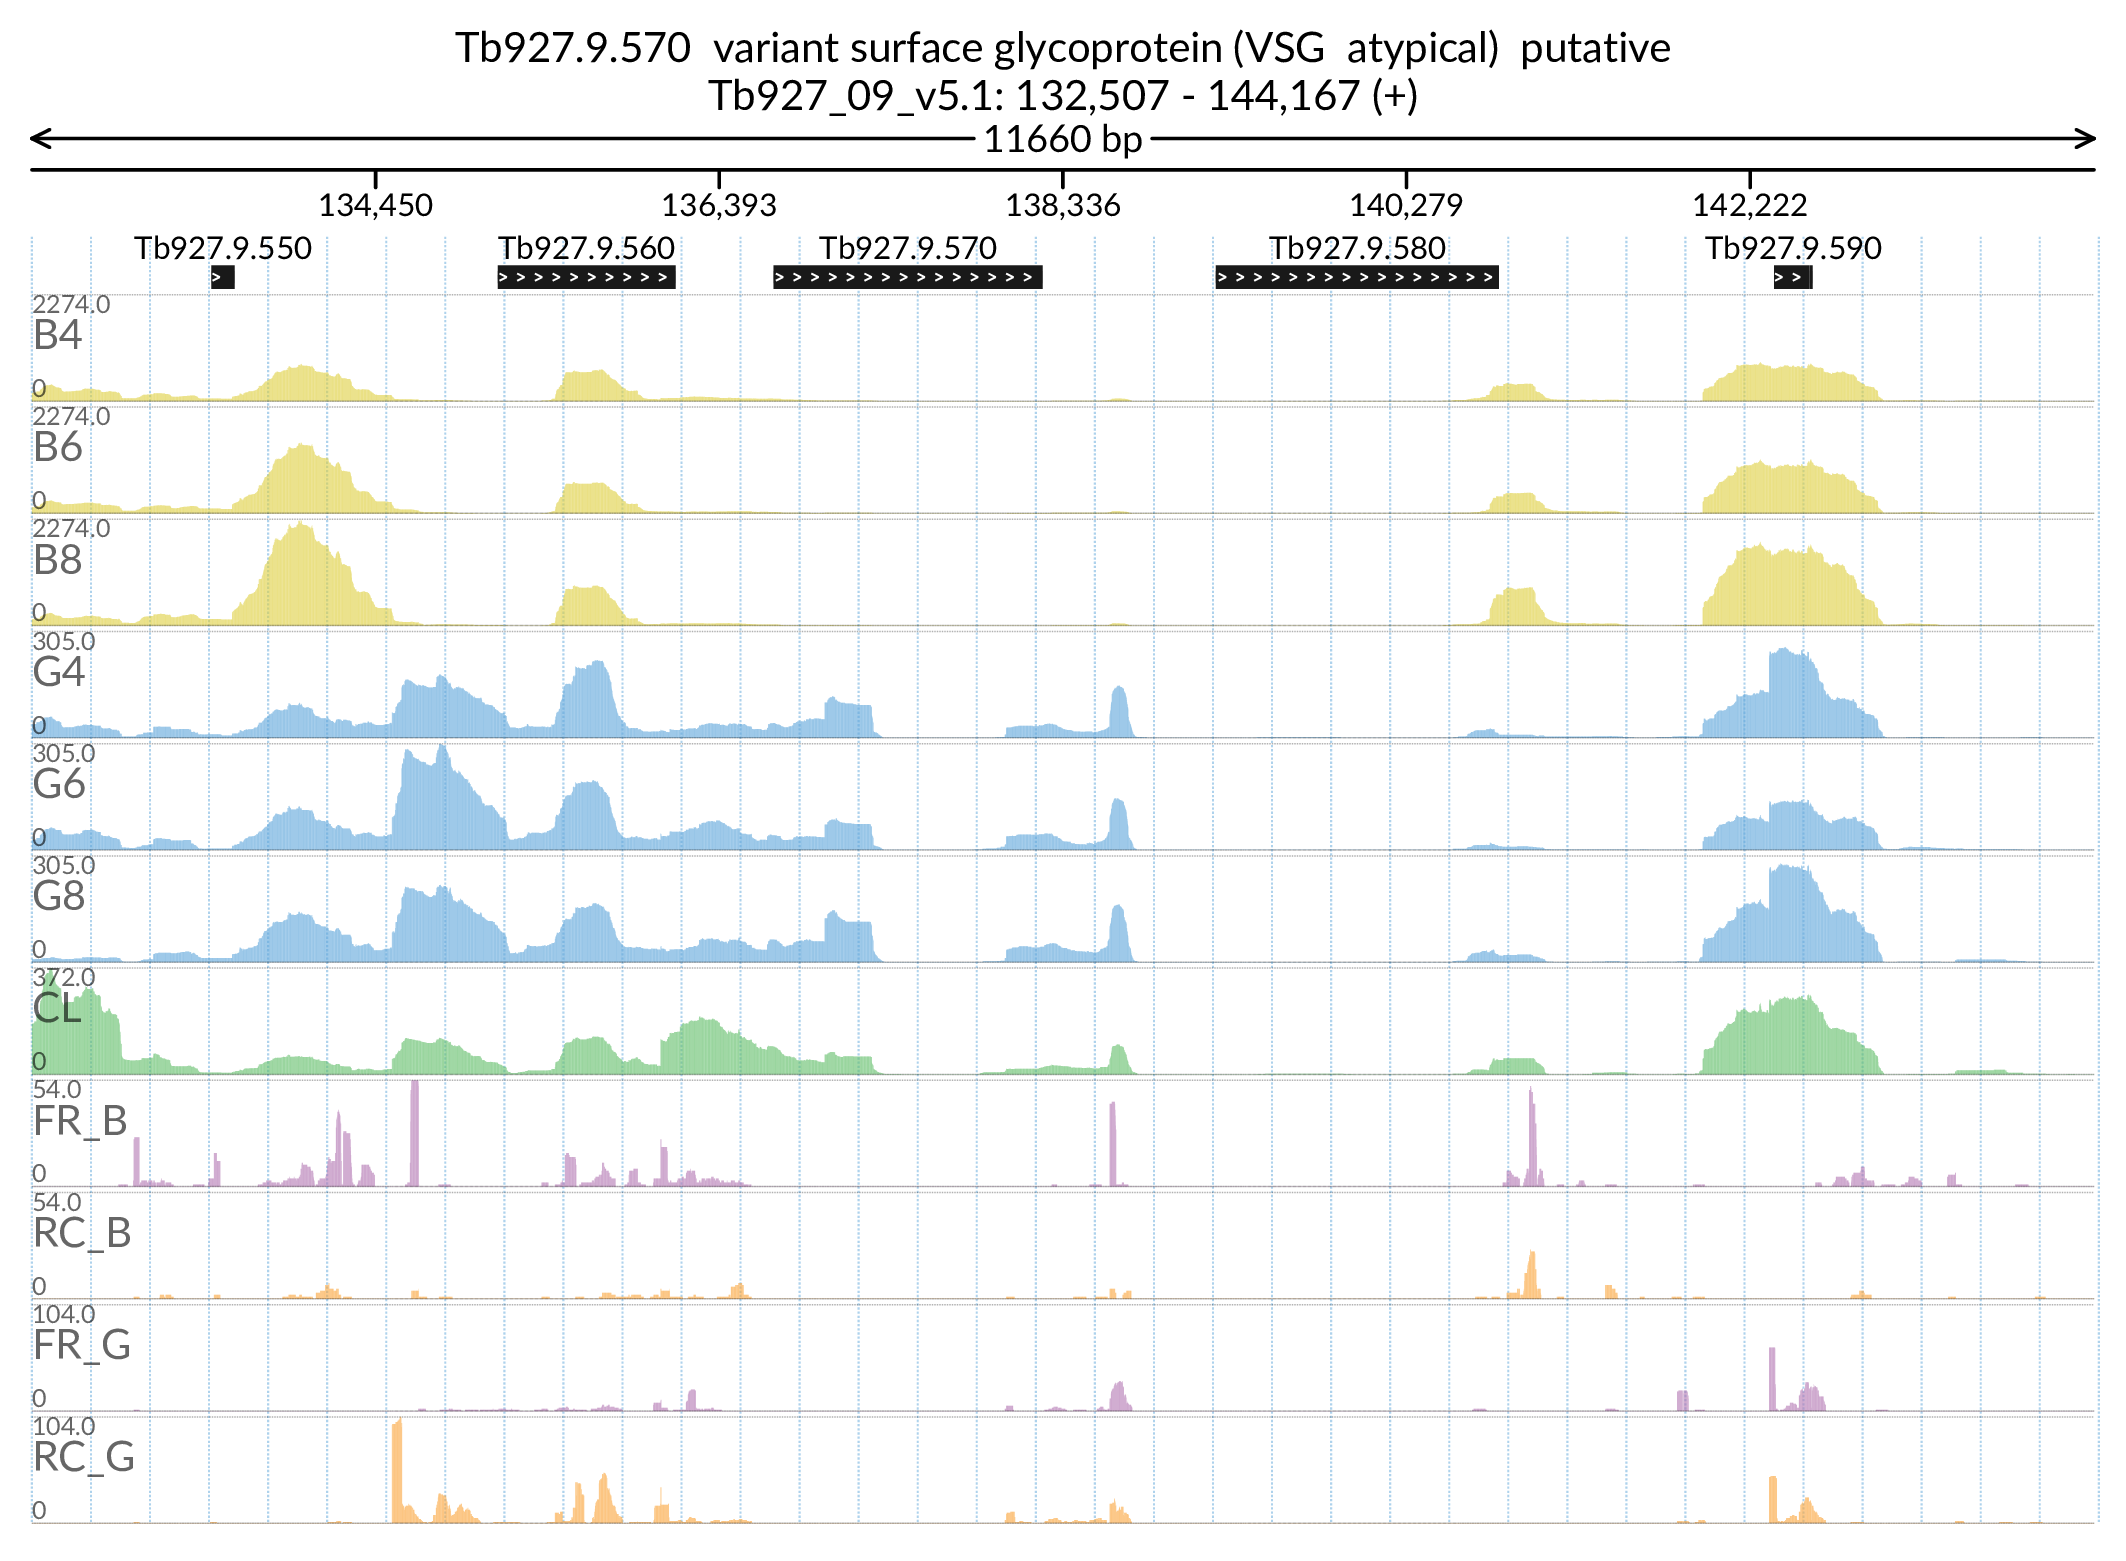 Tb927.9.570  variant surface glycoprotein (VSG  atypical)  putative
Tb927_09_v5.1: 132,507 - 144,167 (+)
11660 bp
134,450 136,393 138,336 140,279 142,222
Tb927.9.550 Tb927.9.560 Tb927.9.570 Tb927.9.580 Tb927.9.590
2274.0
B4
0
2274.0
B6
0
2274.0
B8
0
305.0
G4
0
305.0
G6
0
305.0
G8
0
372.0
CL
0
54.0
FR_B
0
54.0
RC_B
0
104.0
FR_G
0
104.0
RC_G
0